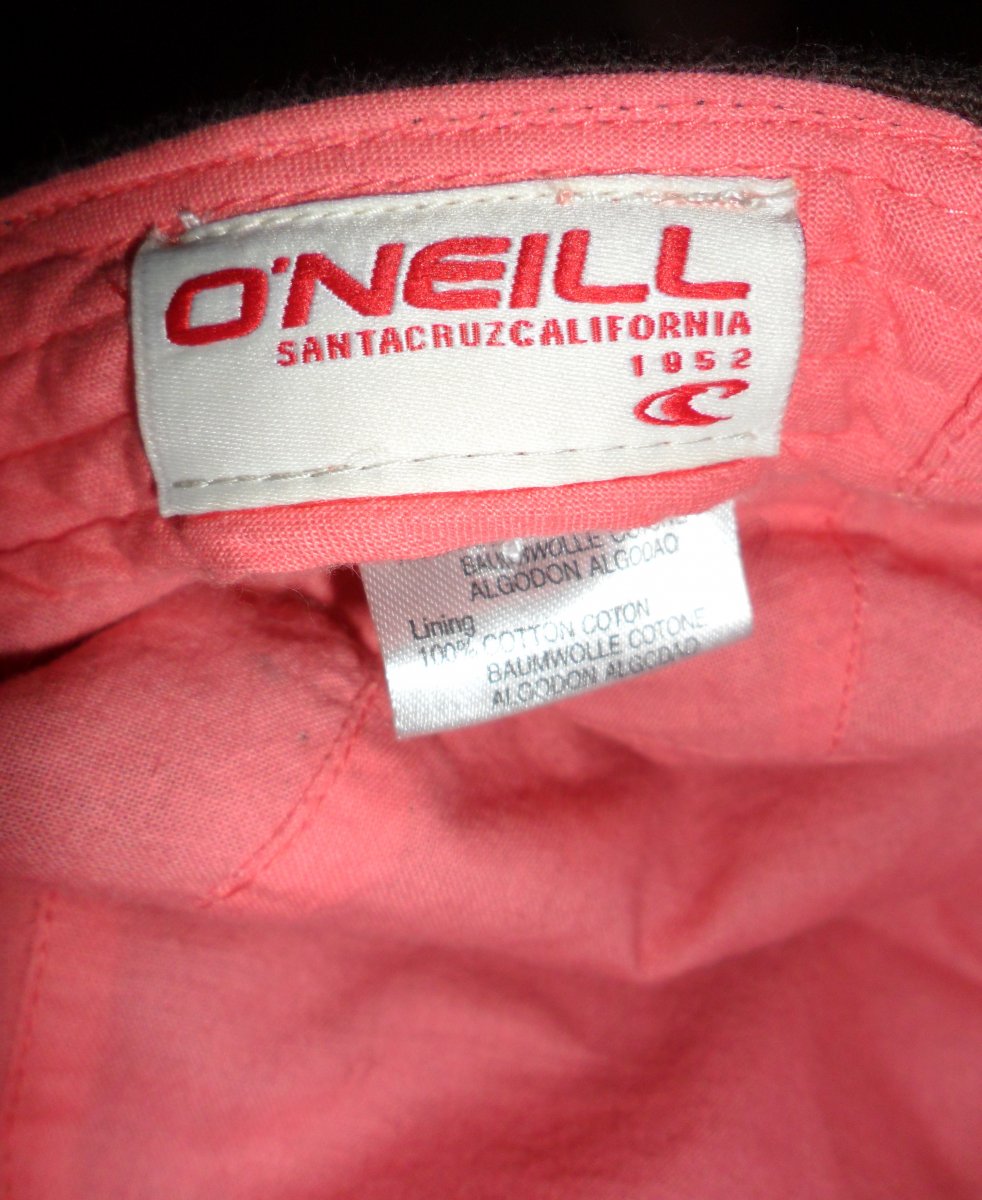 O'NEILL
SANTACRUZCALIFORNIA
1952
BAUMWOLLE COTONE
ALGODON ALGODAO
Lining
100% COTTON COTON
BAUMWOLLE COTONE
ALGODON ALGODAO